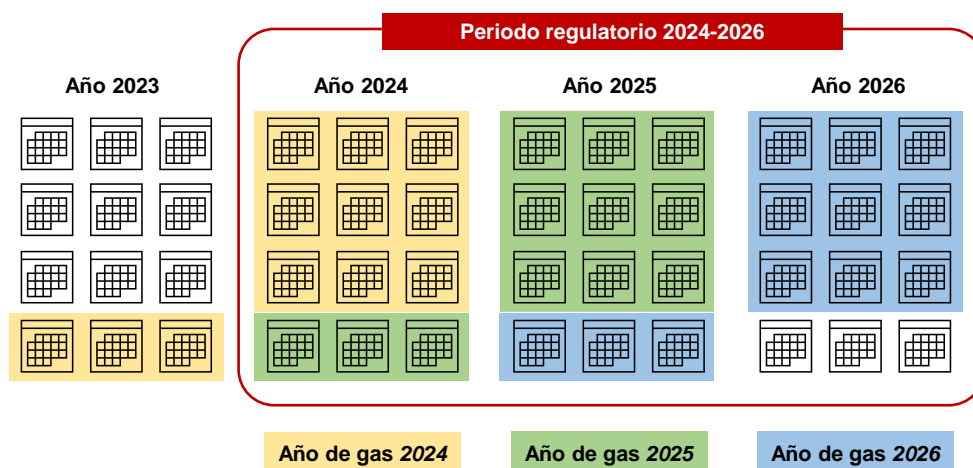 Periodo regulatorio 2024-2026
Año 2023
Año 2024
Año 2025
Año 2026
Año de gas 2024
Año de gas 2025
Año de gas 2026